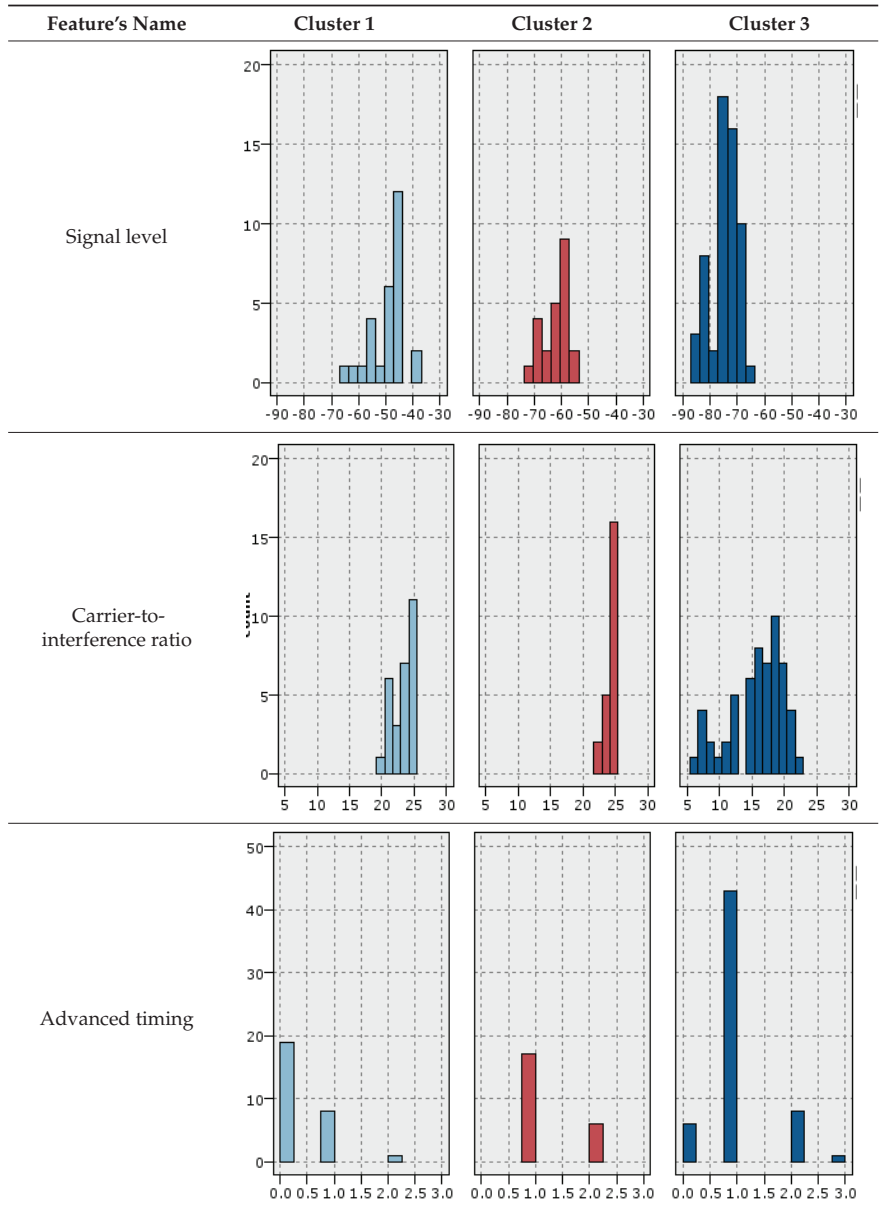 Feature's Name Cluster 1 Cluster 2 Cluster 3
Signal level
20
15
10
5
0
-90 -80 -70 -60 -50 -40 -30 -90 -80 -70 -60 -50 -40 -30 -90 -80 -70 -60 -50 -40 -30
Carrier-to-
interference ratio
count
20
15
10
5
0
5 10 15 20 25 30 5 10 15 20 25 30 5 10 15 20 25 30
Advanced timing
50
40
30
20
10
0
0.0 0.5 1.0 1.5 2.0 2.5 3.0 0.0 0.5 1.0 1.5 2.0 2.5 3.0 0.0 0.5 1.0 1.5 2.0 2.5 3.0